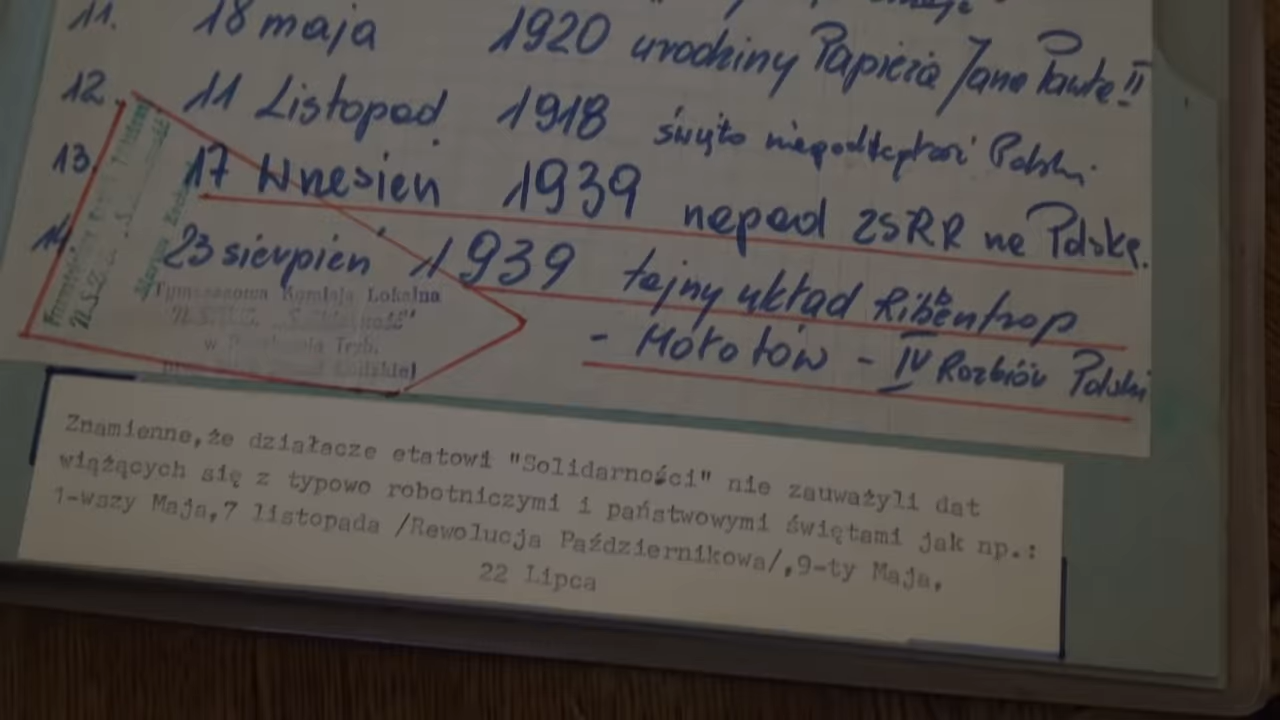 11. 18 maja 1920 urodziny Papieża Jana Pawła II
12. 11 Listopad 1918 święto niepodległości Polski
13. 17 Wrzesień 1939 napad ZSRR na Polskę.
14. 23 sierpień 1939 tajny układ Ribentrop
- Mołotów - IV Rozbiór Polski
Tymczasowa Komisja Lokalna
w Tryb.
Znamienne,że działacze etatowi "Solidarności" nie zauważyli dat
wiążących się z typowo robotniczymi i państwowymi świętami jak np.:
1-wszy Maja,7 listopada /Rewolucja Październikowa/,9-ty Maja,
22 Lipca